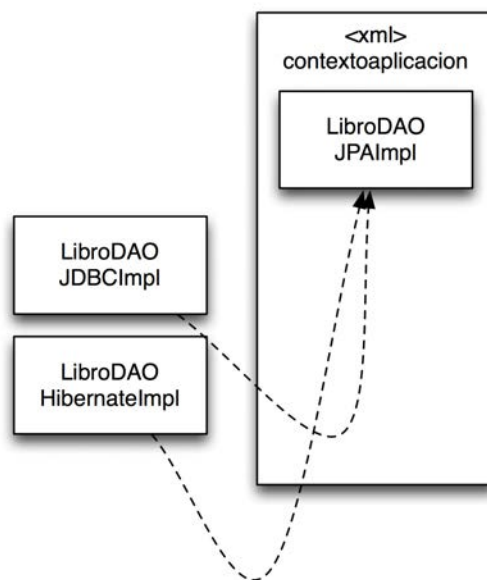 <xml>
contextoaplicacion
LibroDAO
JPAImpl
LibroDAO
JDBCImpl
LibroDAO
HibernateImpl